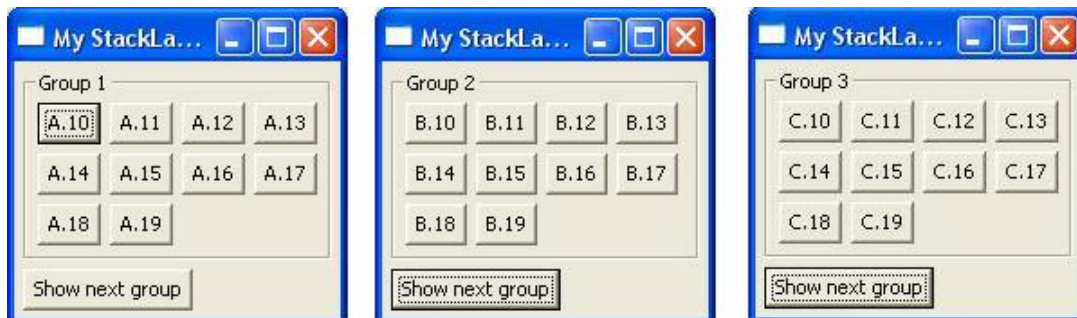 My StackLa...
Group 1
A.10 A.11 A.12 A.13
A.14 A.15 A.16 A.17
A.18 A.19
Show next group
My StackLa...
Group 2
B.10 B.11 B.12 B.13
B.14 B.15 B.16 B.17
B.18 B.19
Show next group
My StackLa...
Group 3
C.10 C.11 C.12 C.13
C.14 C.15 C.16 C.17
C.18 C.19
Show next group